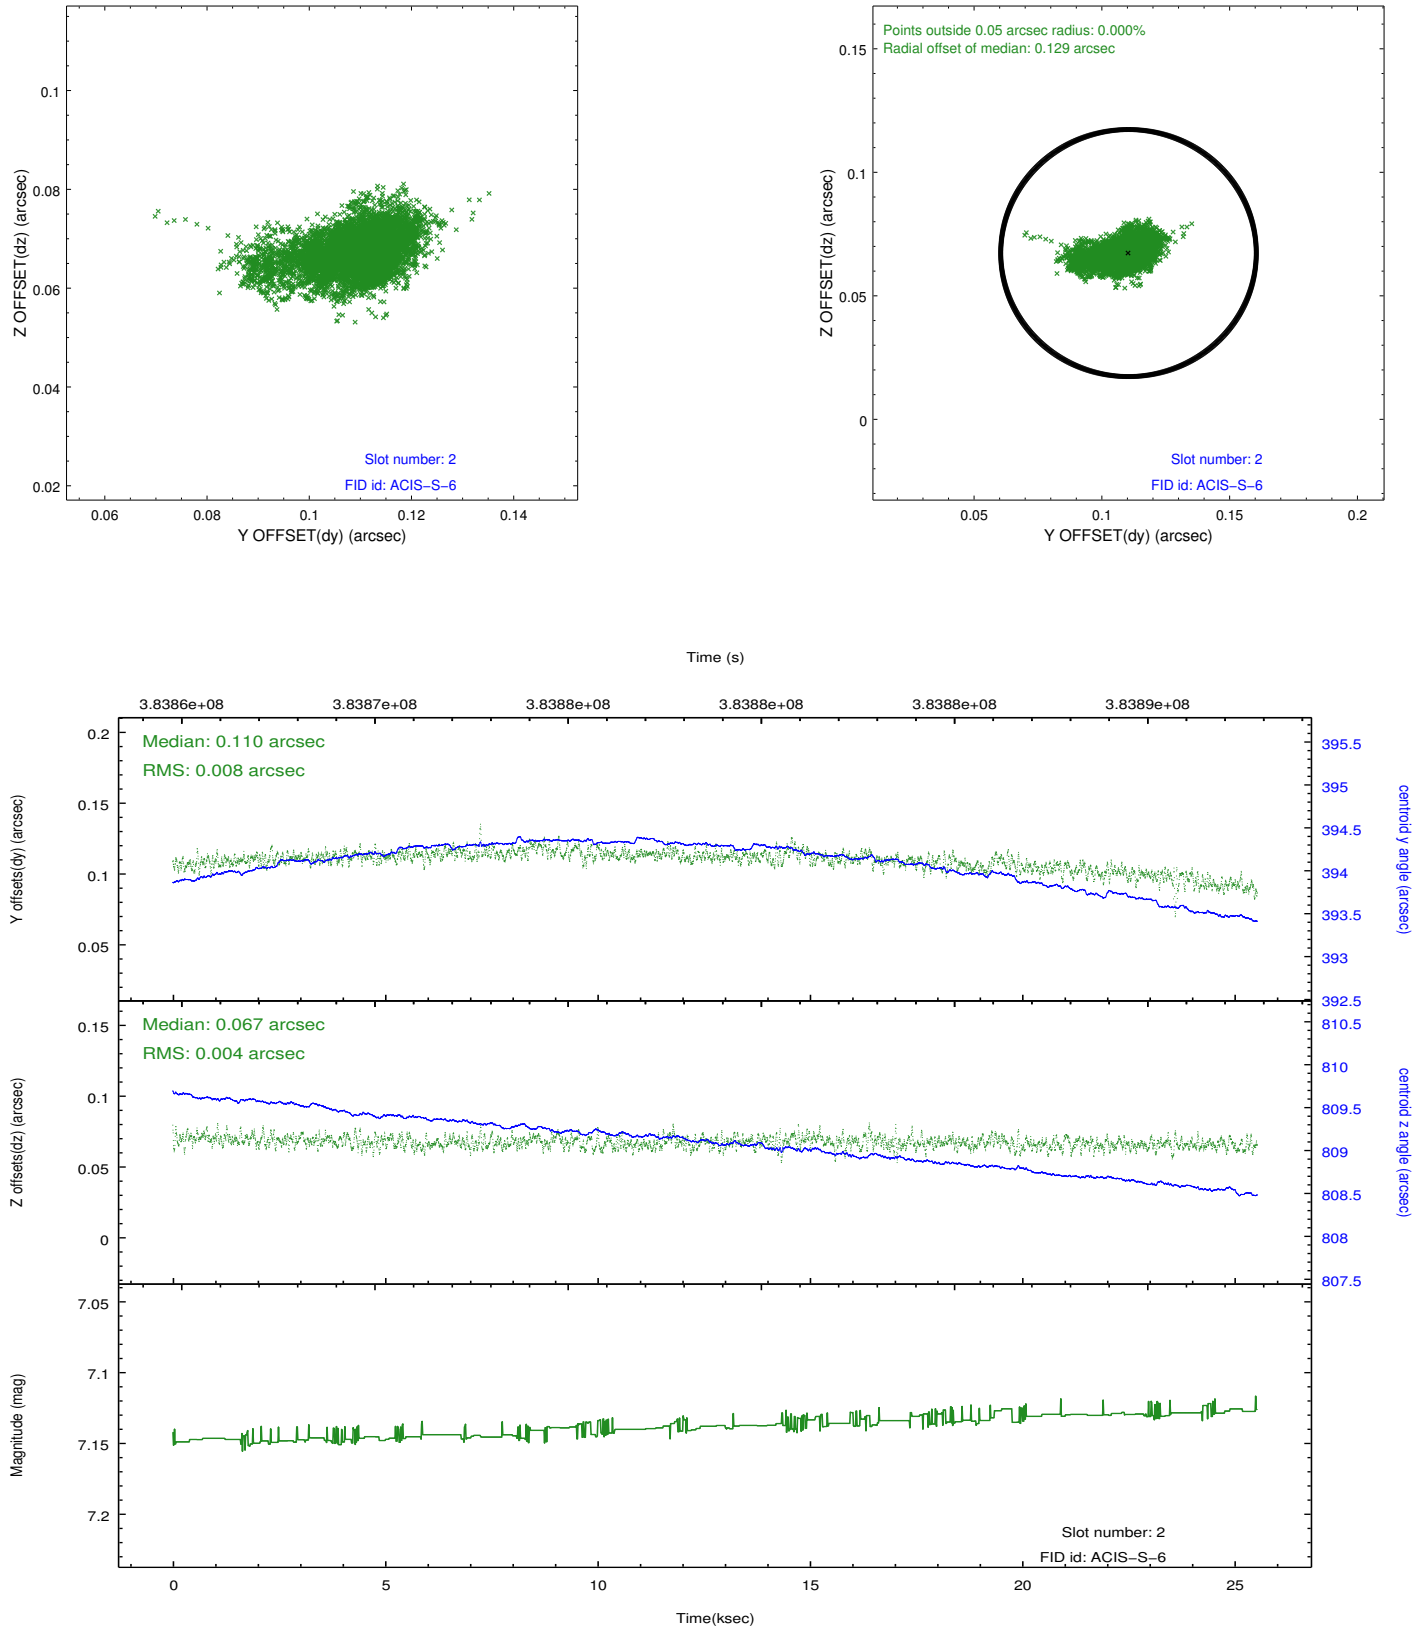 0.1
0.08
0.06
0.04
0.02
Z OFFSET(dz) (arcsec)
Slot number: 2
FID id: ACIS−S−6
0.06 0.08 0.1 0.12 0.14
Y OFFSET(dy) (arcsec)
Points outside 0.05 arcsec radius: 0.000%
Radial offset of median: 0.129 arcsec
0.15
0.1
0.05
0
Z OFFSET(dz) (arcsec)
Slot number: 2
FID id: ACIS−S−6
0.05 0.1 0.15 0.2
Y OFFSET(dy) (arcsec)
Time (s)
3.8386e+08 3.8387e+08 3.8388e+08 3.8388e+08 3.8388e+08 3.8389e+08
Median: 0.110 arcsec
RMS: 0.008 arcsec
0.2
0.15
0.1
0.05
Y offsets(dy) (arcsec)
395.5
395
394.5
394
393.5
393
392.5
centroid y angle (arcsec)
Median: 0.067 arcsec
RMS: 0.004 arcsec
0.15
0.1
0.05
0
Z offsets(dz) (arcsec)
810.5
810
809.5
809
808.5
808
807.5
centroid z angle (arcsec)
7.05
7.1
7.15
7.2
Magnitude (mag)
Slot number: 2
FID id: ACIS−S−6
0 5 10 15 20 25
Time(ksec)